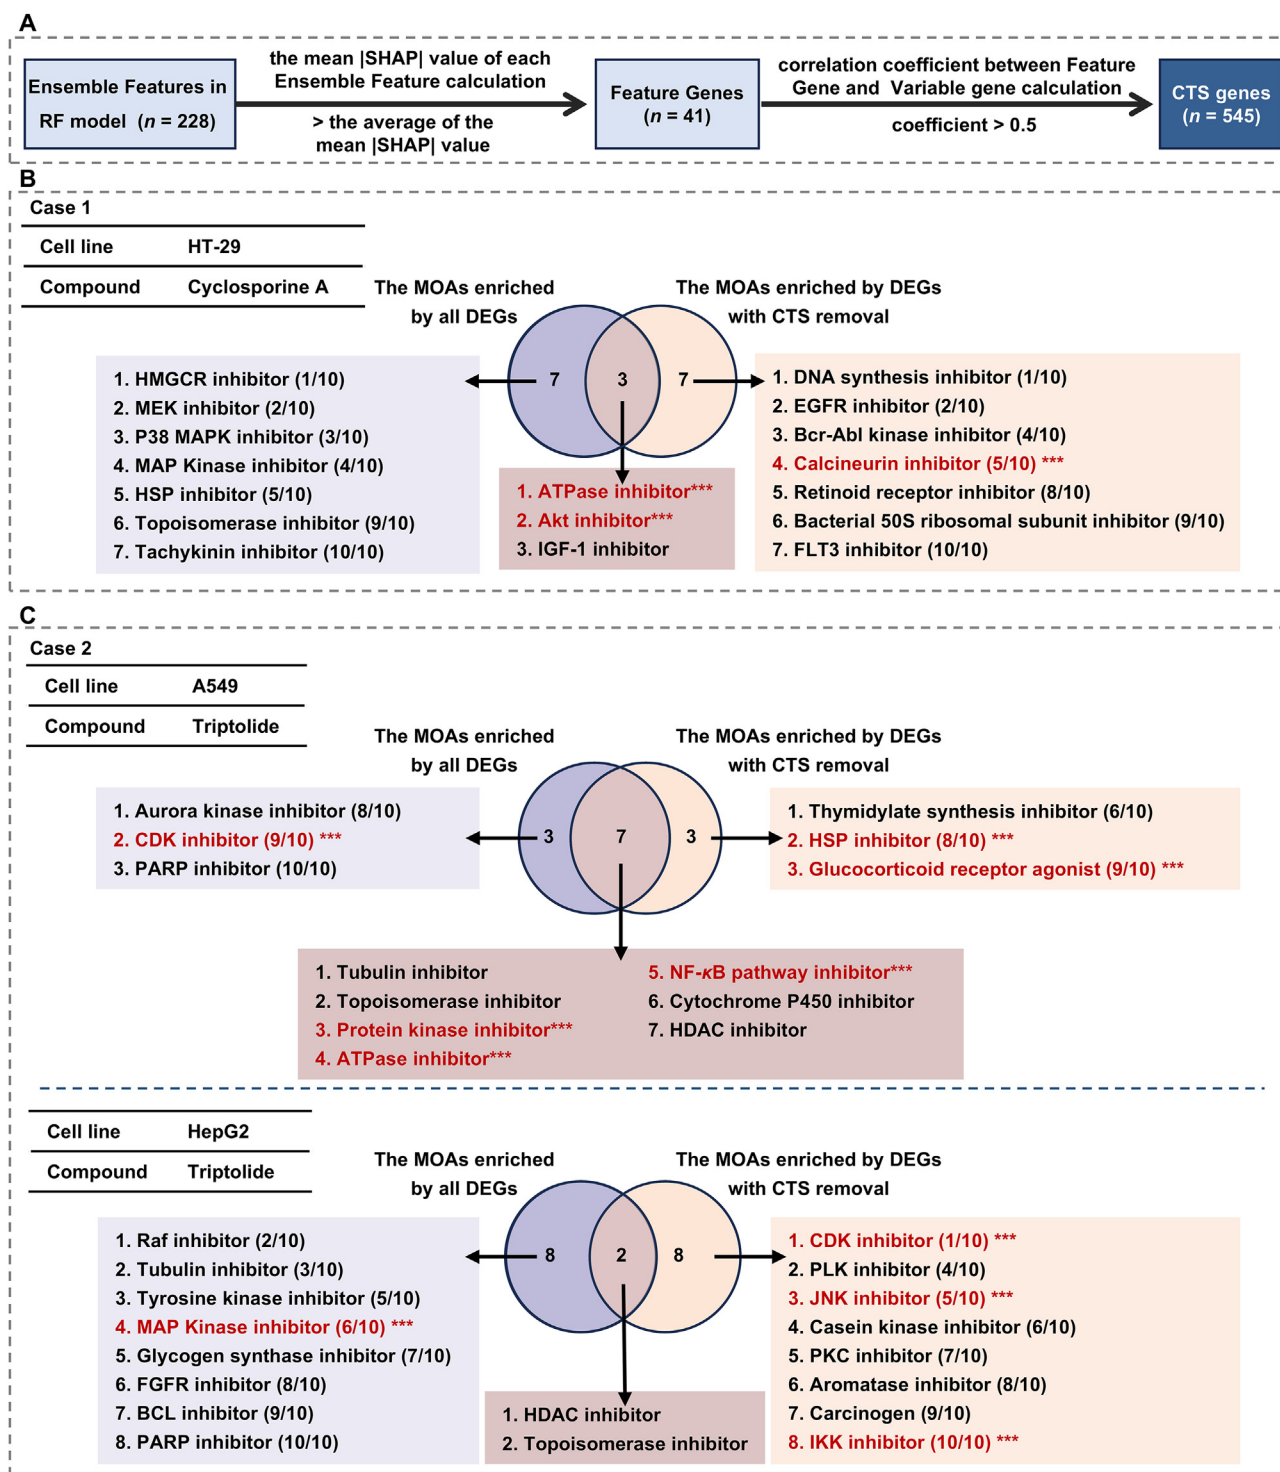 A
Ensemble Features in
RF model (n = 228)
the mean |SHAP| value of each
Ensemble Feature calculation
> the average of the
mean |SHAP| value
Feature Genes
(n = 41)
correlation coefficient between Feature
Gene and Variable gene calculation
coefficient > 0.5
CTS genes
(n = 545)
B
Case 1
Cell line HT-29
Compound Cyclosporine A
The MOAs enriched
by all DEGs
The MOAs enriched by DEGs
with CTS removal
7 3 7
1. HMGCR inhibitor (1/10)
2. MEK inhibitor (2/10)
3. P38 MAPK inhibitor (3/10)
4. MAP Kinase inhibitor (4/10)
5. HSP inhibitor (5/10)
6. Topoisomerase inhibitor (9/10)
7. Tachykinin inhibitor (10/10)
1. ATPase inhibitor***
2. Akt inhibitor***
3. IGF-1 inhibitor
1. DNA synthesis inhibitor (1/10)
2. EGFR inhibitor (2/10)
3. Bcr-Abl kinase inhibitor (4/10)
4. Calcineurin inhibitor (5/10) ***
5. Retinoid receptor inhibitor (8/10)
6. Bacterial 50S ribosomal subunit inhibitor (9/10)
7. FLT3 inhibitor (10/10)
C
Case 2
Cell line A549
Compound Triptolide
The MOAs enriched
by all DEGs
The MOAs enriched by DEGs
with CTS removal
3 7 3
1. Aurora kinase inhibitor (8/10)
2. CDK inhibitor (9/10) ***
3. PARP inhibitor (10/10)
1. Thymidylate synthesis inhibitor (6/10)
2. HSP inhibitor (8/10) ***
3. Glucocorticoid receptor agonist (9/10) ***
1. Tubulin inhibitor
2. Topoisomerase inhibitor
3. Protein kinase inhibitor***
4. ATPase inhibitor***
5. NF-κB pathway inhibitor***
6. Cytochrome P450 inhibitor
7. HDAC inhibitor
Cell line HepG2
Compound Triptolide
The MOAs enriched
by all DEGs
The MOAs enriched by DEGs
with CTS removal
8 2 8
1. Raf inhibitor (2/10)
2. Tubulin inhibitor (3/10)
3. Tyrosine kinase inhibitor (5/10)
4. MAP Kinase inhibitor (6/10) ***
5. Glycogen synthase inhibitor (7/10)
6. FGFR inhibitor (8/10)
7. BCL inhibitor (9/10)
8. PARP inhibitor (10/10)
1. HDAC inhibitor
2. Topoisomerase inhibitor
1. CDK inhibitor (1/10) ***
2. PLK inhibitor (4/10)
3. JNK inhibitor (5/10) ***
4. Casein kinase inhibitor (6/10)
5. PKC inhibitor (7/10)
6. Aromatase inhibitor (8/10)
7. Carcinogen (9/10)
8. IKK inhibitor (10/10) ***